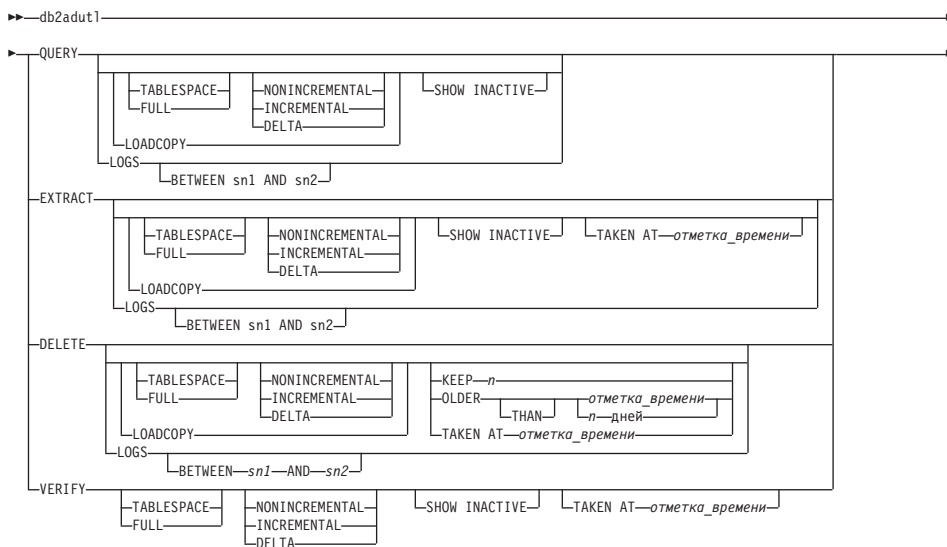 db2adutl
QUERY
TABLESPACE NONINCREMENTAL SHOW INACTIVE
FULL INCREMENTAL
DELTA
LOADCOPY
LOGS
BETWEEN sn1 AND sn2
EXTRACT
TABLESPACE NONINCREMENTAL SHOW INACTIVE TAKEN AT отметка_времени
FULL INCREMENTAL
DELTA
LOADCOPY
LOGS
BETWEEN sn1 AND sn2
DELETE
TABLESPACE NONINCREMENTAL KEEP n
FULL INCREMENTAL OLDER отметка_времени
DELTA THAN n дней
LOADCOPY TAKEN AT отметка_времени
LOGS
BETWEEN sn1 AND sn2
VERIFY
TABLESPACE NONINCREMENTAL SHOW INACTIVE TAKEN AT отметка_времени
FULL INCREMENTAL
DELTA